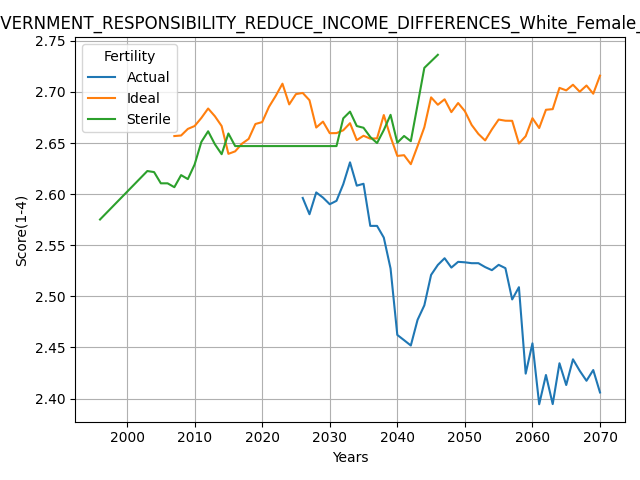 VERNMENT_RESPONSIBILITY_REDUCE_INCOME_DIFFERENCES_White_Female_
2.75
2.70
2.65
2.60
2.55
2.50
2.45
2.40
Score(1-4)
Fertility
Actual
Ideal
Sterile
2000 2010 2020 2030 2040 2050 2060 2070
Years